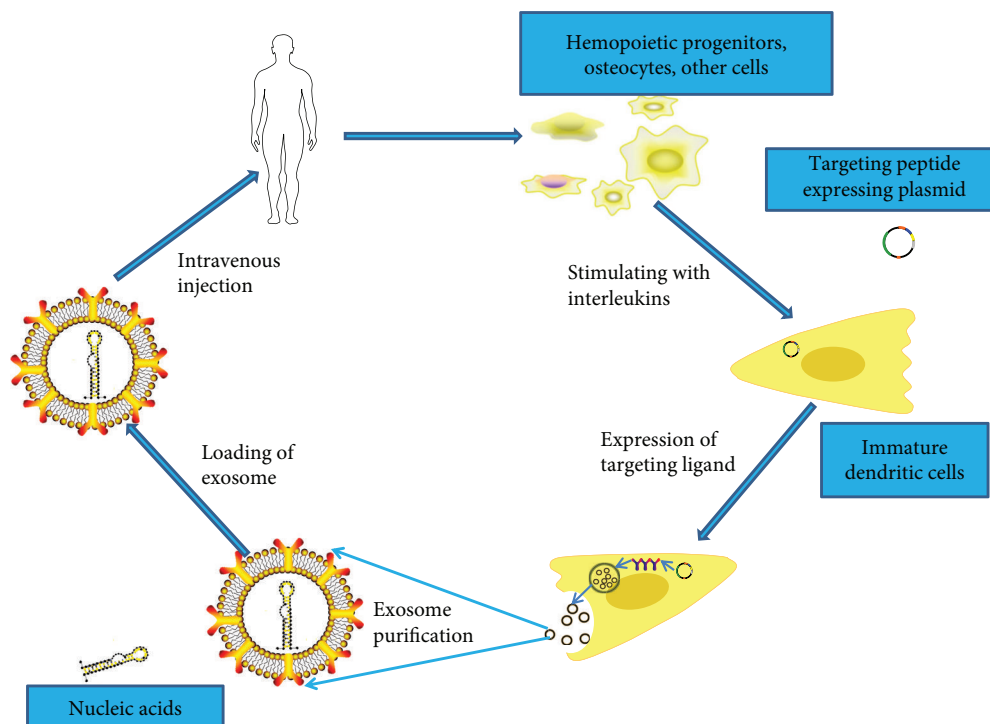 Hemopoietic progenitors,
osteocytes, other cells
Targeting peptide
expressing plasmid
Intravenous
injection
Stimulating with
interleukins
Loading of
exosome
Expression of
targeting ligand
Immature
dendritic cells
Exosome
purification
Nucleic acids